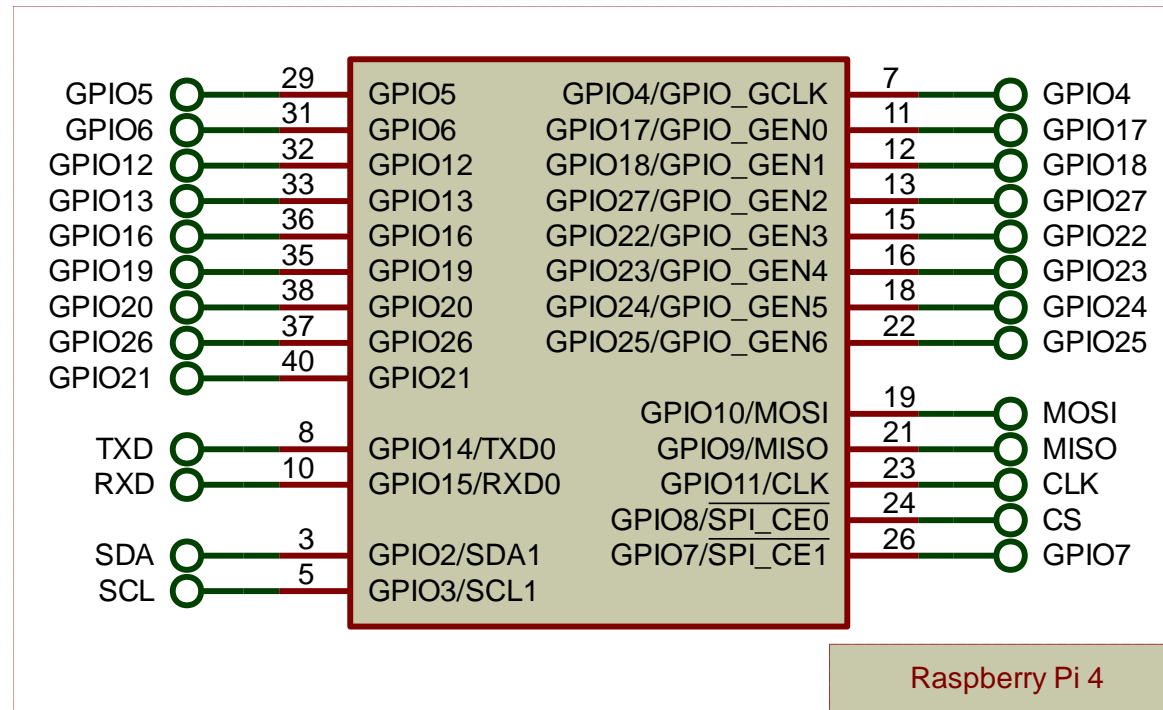 GPIO5 29 GPIO5 GPIO4/GPIO_GCLK 7 GPIO4
GPIO6 31 GPIO6 GPIO17/GPIO_GEN0 11 GPIO17
GPIO12 32 GPIO12 GPIO18/GPIO_GEN1 12 GPIO18
GPIO13 33 GPIO13 GPIO27/GPIO_GEN2 13 GPIO27
GPIO16 36 GPIO16 GPIO22/GPIO_GEN3 15 GPIO22
GPIO19 35 GPIO19 GPIO23/GPIO_GEN4 16 GPIO23
GPIO20 38 GPIO20 GPIO24/GPIO_GEN5 18 GPIO24
GPIO26 37 GPIO26 GPIO25/GPIO_GEN6 22 GPIO25
GPIO21 40 GPIO21
GPIO10/MOSI 19 MOSI
TXD 8 GPIO14/TXD0 GPIO9/MISO 21 MISO
RXD 10 GPIO15/RXD0 GPIO11/CLK 23 CLK
GPIO8/SPI_CE0 24 CS
SDA 3 GPIO2/SDA1 GPIO7/SPI_CE1 26 GPIO7
SCL 5 GPIO3/SCL1
Raspberry Pi 4